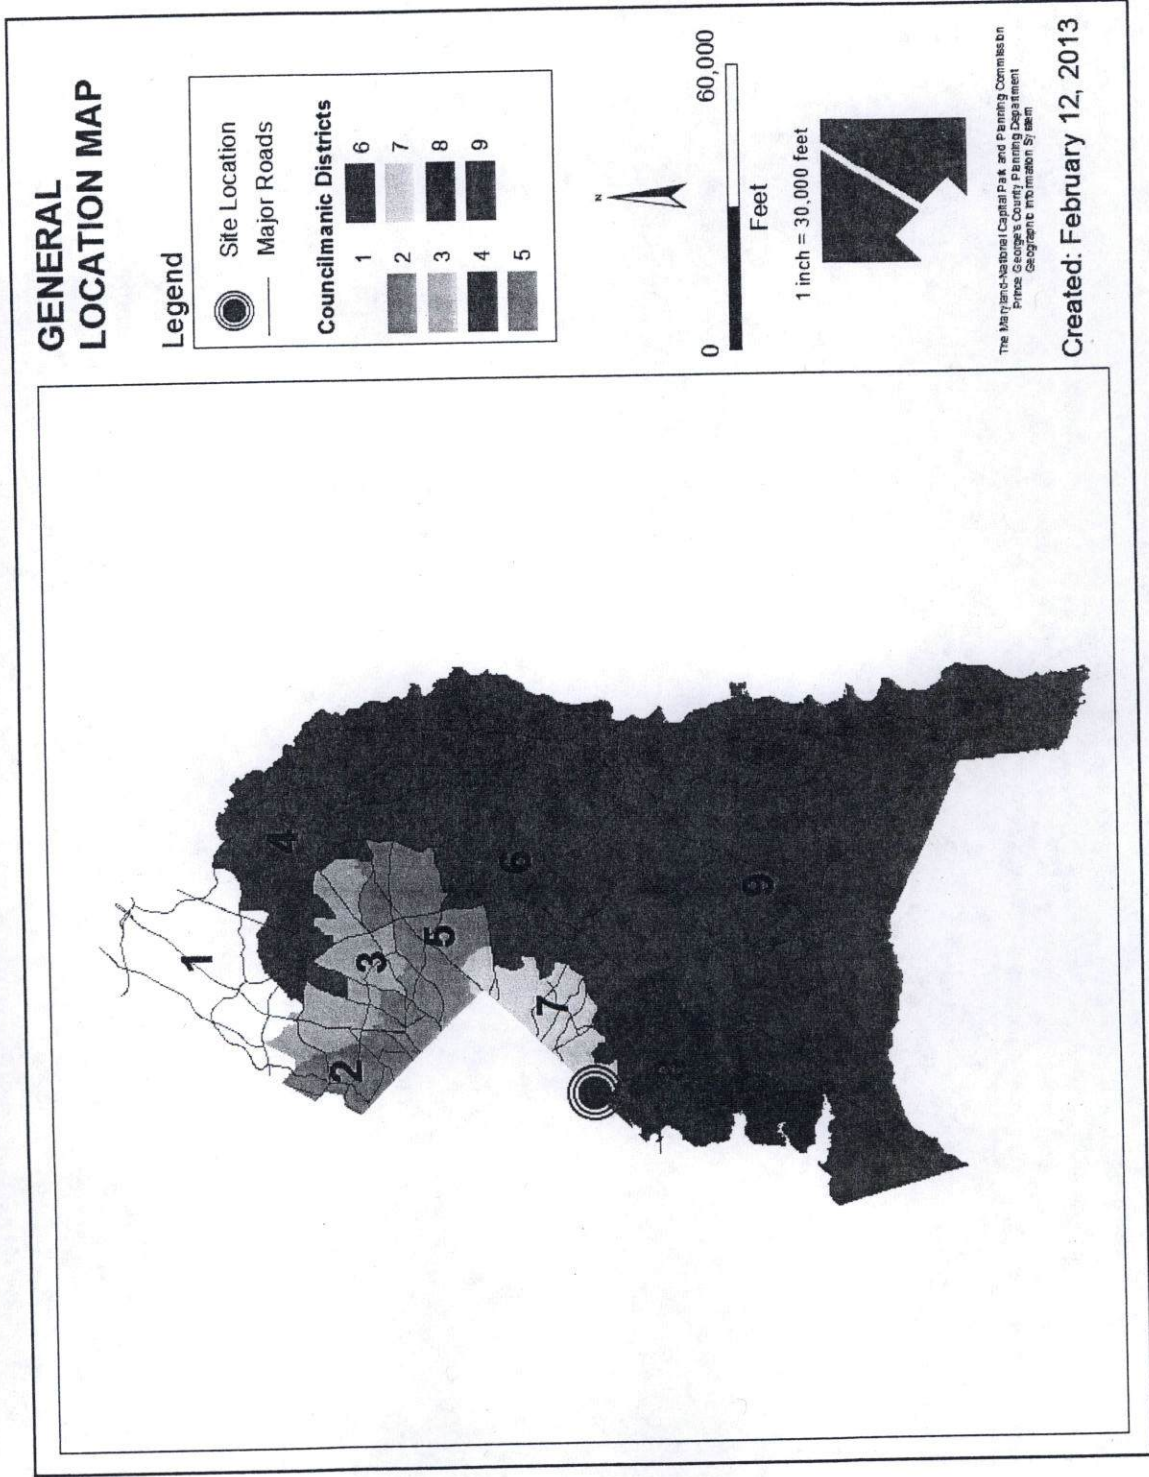 GENERAL
LOCATION MAP
Legend
Site Location
Major Roads
Councilmanic Districts
1
6
2
7
3
8
4
9
5
N
0
60,000
Feet
1 inch = 30,000 feet
The Maryland-National Capital Park and Planning Commission
Prince George's County Planning Department
Geographic Information System
Created: February 12, 2013
1
4
2
3
5
6
7
8
9